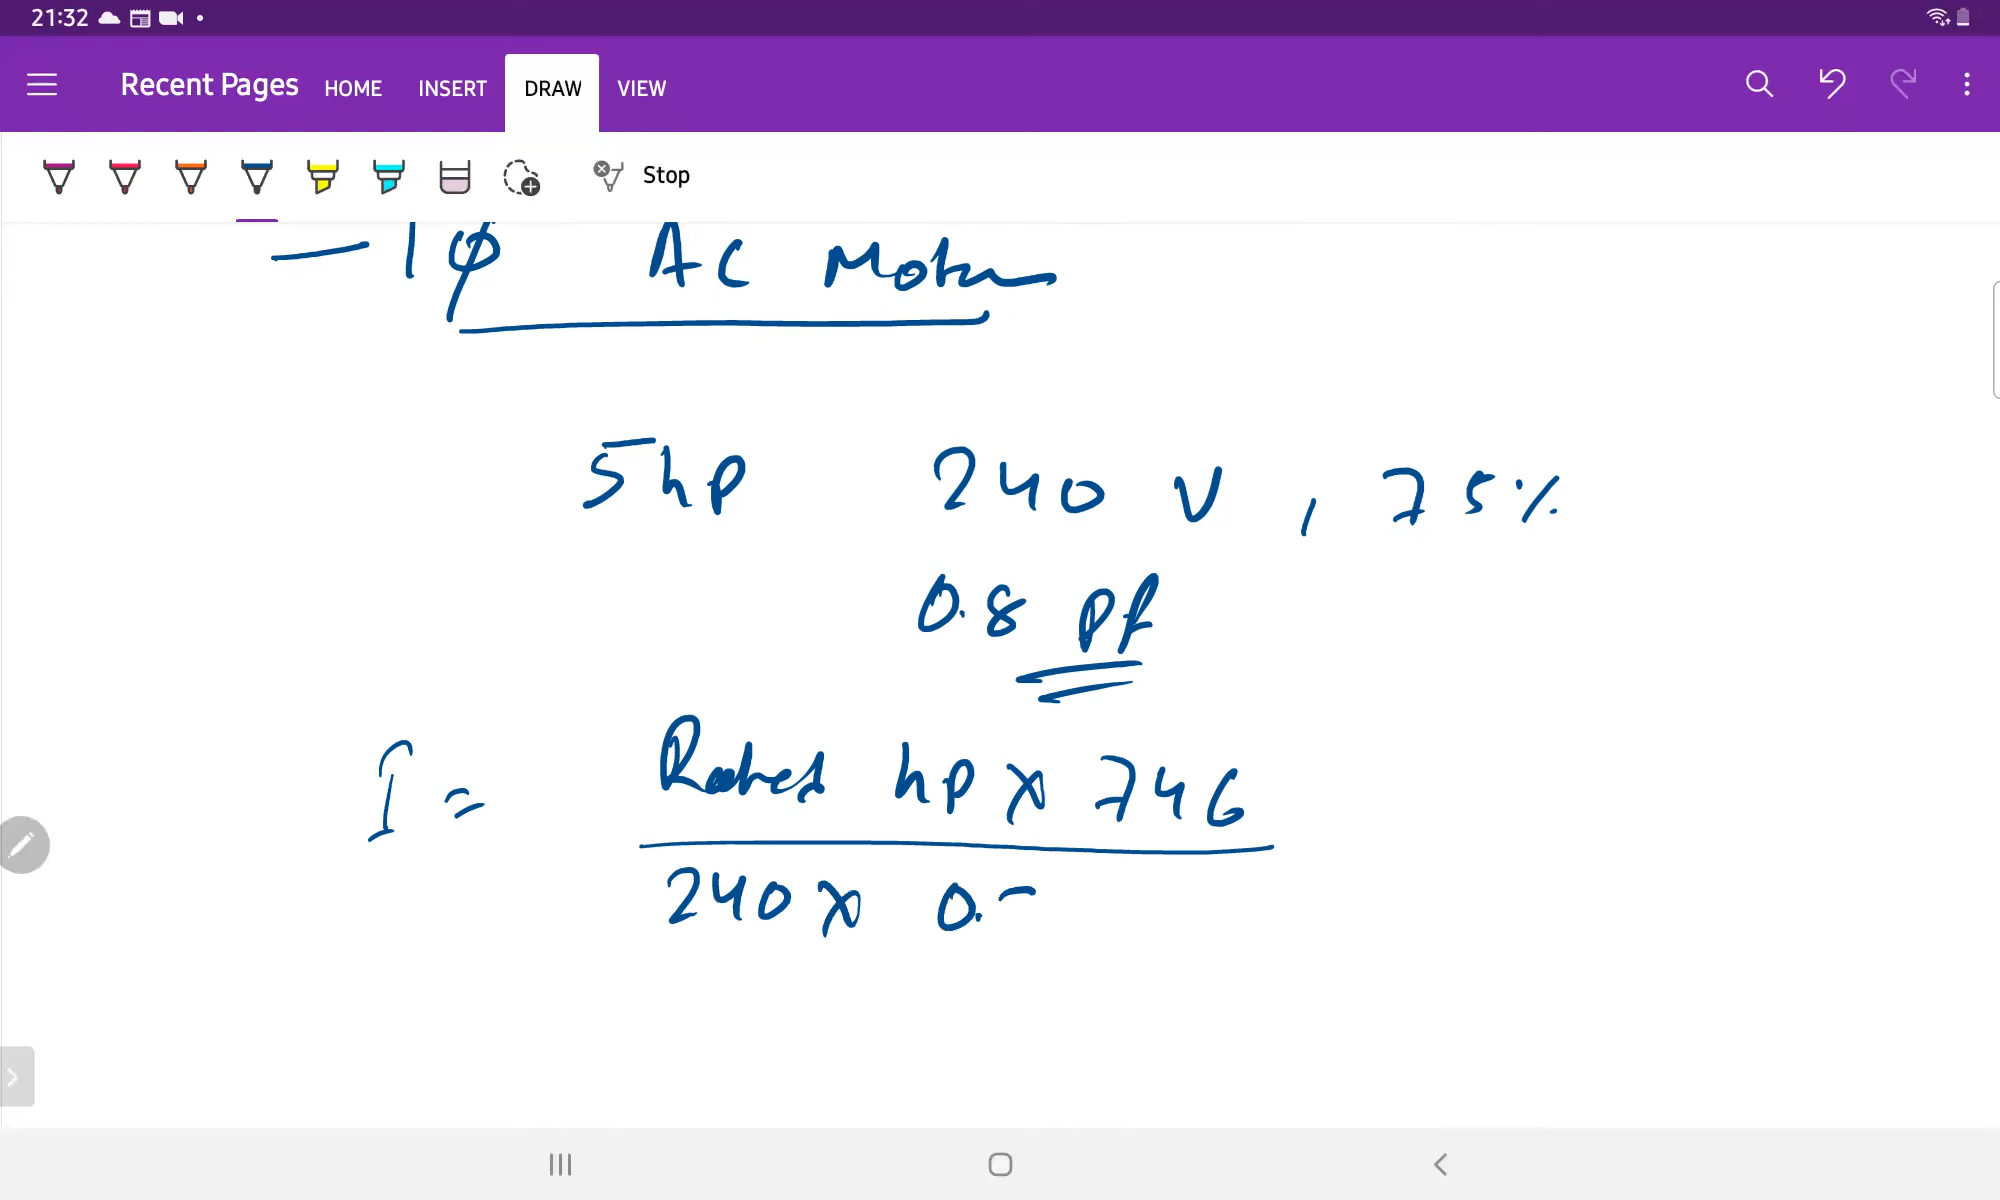 21:32
Recent Pages HOME INSERT DRAW VIEW
Stop
- 1φ AC Motor
5hp 240 V, 75%
0.8 pf
I = Rated hp x 746
240 x 0.